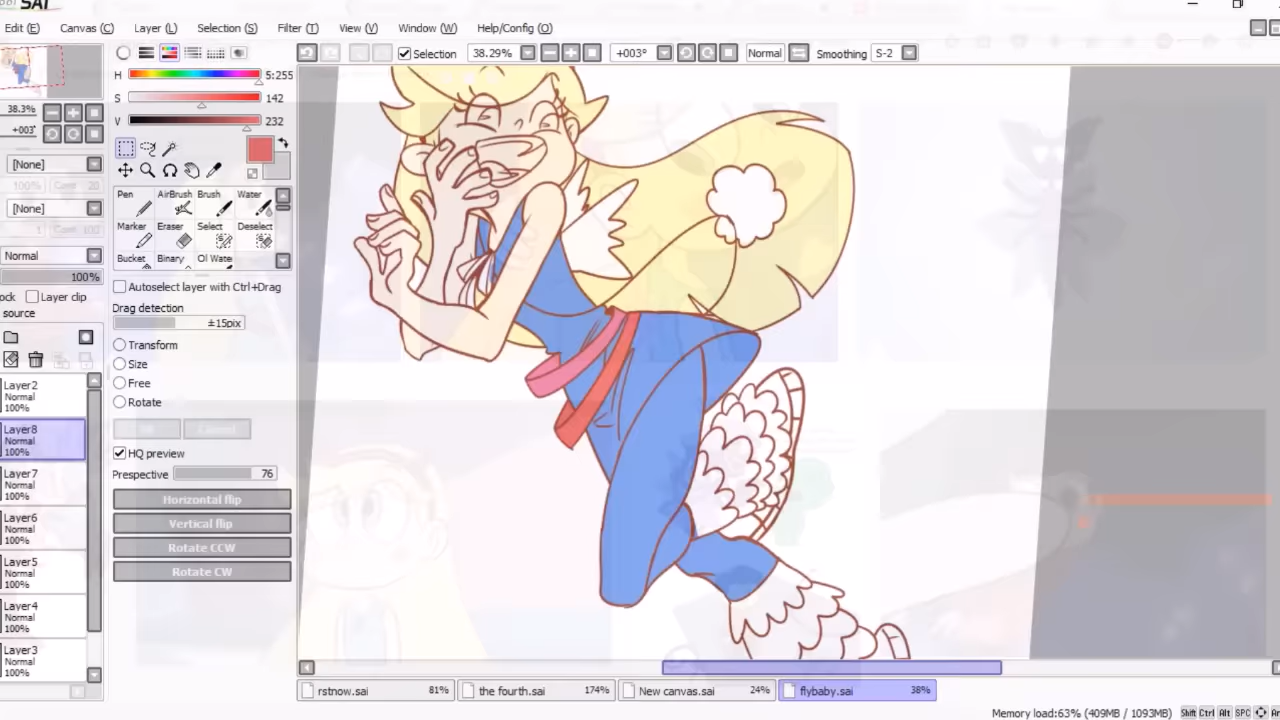 SAI
Edit (E) Canvas (C) Layer (L) Selection (S) Filter (T) View (V) Window (W) Help/Config (O)
Selection 38.29% +003° Normal Smoothing S-2
H 5:255
S 142
V 232
38.3%
+003°
[None]
[None]
Normal
100%
Layer clip
source
Pen AirBrush Brush Water
Marker Eraser Select Deselect
Bucket Binary Ol Water
Autoselect layer with Ctrl+Drag
Drag detection
±15pix
Transform
Size
Free
Rotate
HQ preview
Prespective 76
Horizontal flip
Vertical flip
Rotate CCW
Rotate CW
Layer2
Normal
100%
Layer8
Normal
100%
Layer7
Normal
100%
Layer6
Normal
100%
Layer5
Normal
100%
Layer4
Normal
100%
Layer3
Normal
100%
rstnow.sai 81% the fourth.sai 174% New canvas.sai 24% flybaby.sai 38%
Memory load:63% (409MB / 1093MB) Shift Ctrl Alt SPC